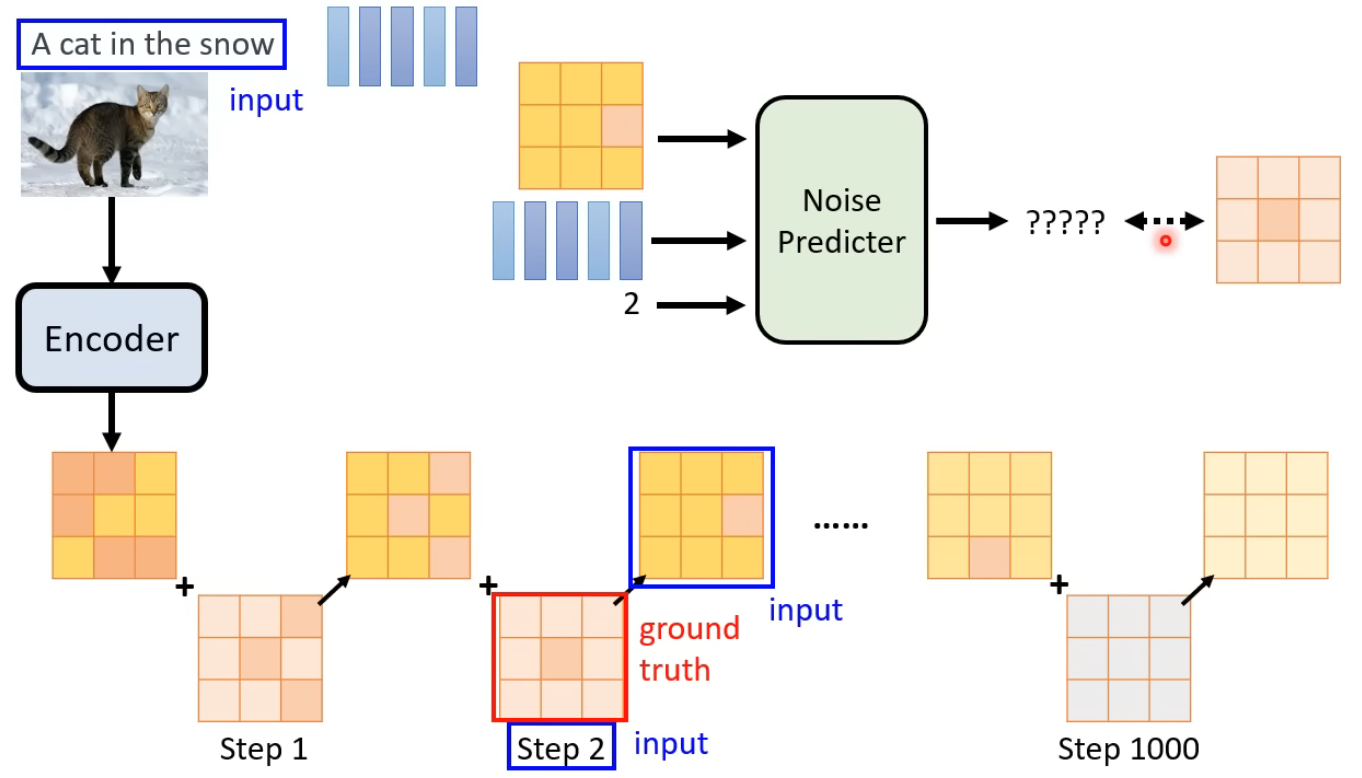 A cat in the snow
input
Noise
Predicter
?????
2
Encoder
+
+
......
+
input
ground
truth
Step 1
Step 2
input
Step 1000